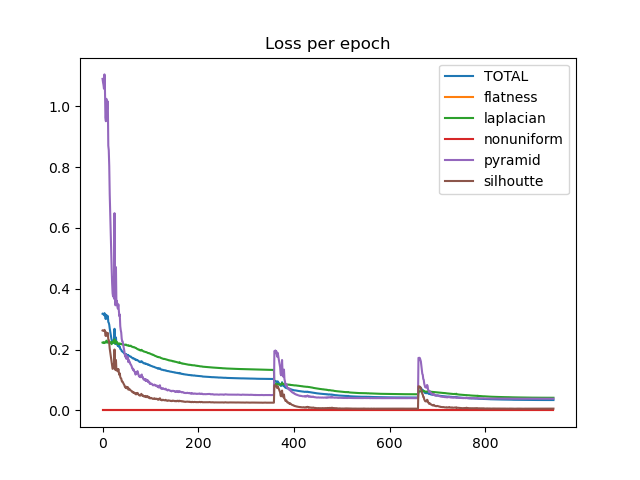 Loss per epoch
TOTAL
flatness
laplacian
nonuniform
pyramid
silhoutte
1.0
0.8
0.6
0.4
0.2
0.0
0
200
400
600
800